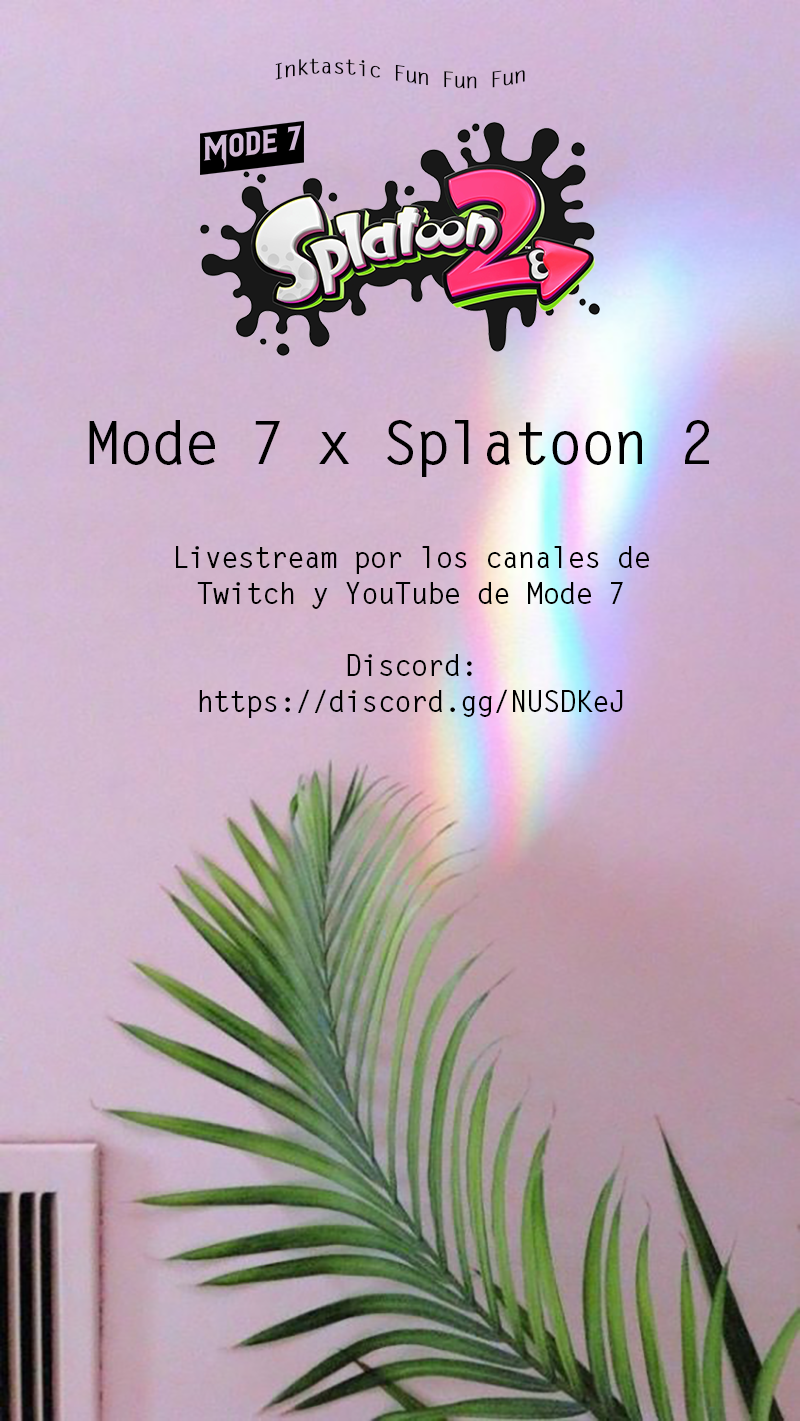 Inktastic Fun Fun Fun
MODE 7
Splatoon 2
TM
Mode 7 x Splatoon 2
Livestream por los canales de
Twitch y YouTube de Mode 7
Discord:
https://discord.gg/NUSDKeJ